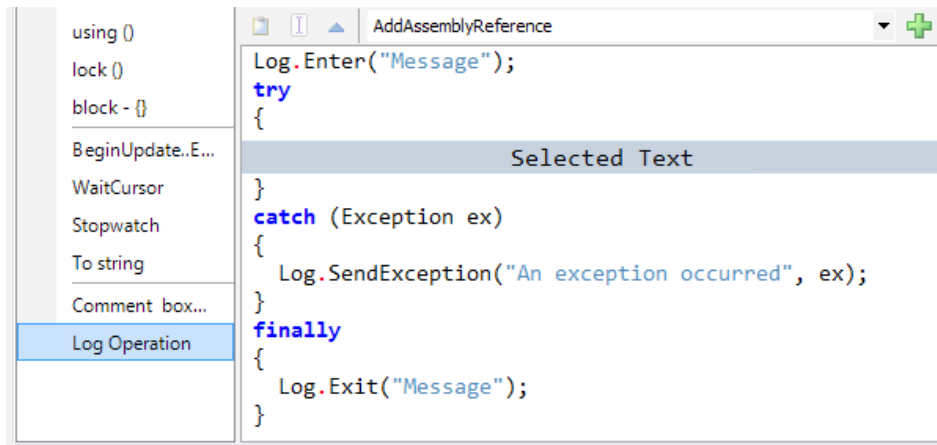 using ()
lock ()
block - {}
BeginUpdate..E...
WaitCursor
Stopwatch
To string
Comment box...
Log Operation
AddAssemblyReference
Log.Enter("Message");
try
{
Selected Text
}
catch (Exception ex)
{
Log.SendException("An exception occurred", ex);
}
finally
{
Log.Exit("Message");
}